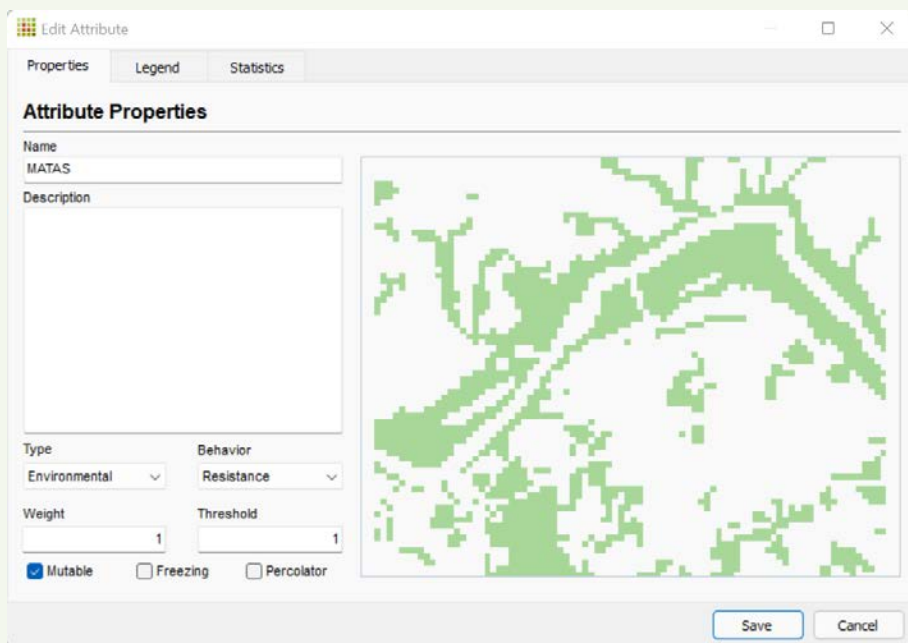 Edit Attribute
Properties Legend Statistics
Attribute Properties
Name
MATAS
Description
Type Behavior
Environmental Resistance
Weight Threshold
1 1
Mutable Freezing Percolator
Save Cancel